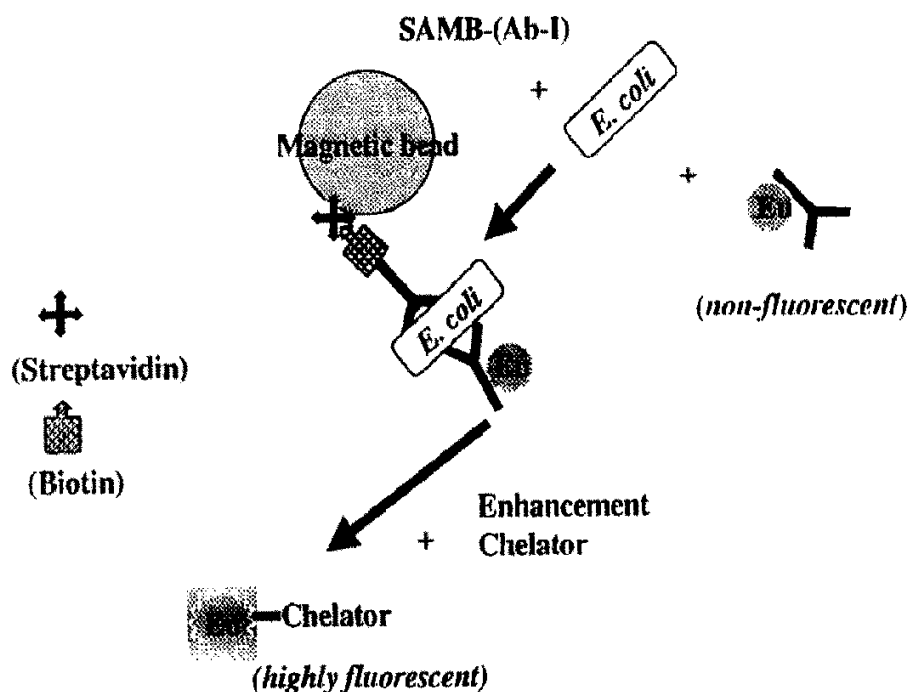 SAMB-(Ab-I)
+
E. coli
Magnetic bead
+
Eu
(non-fluorescent)
E. coli
Eu
(Streptavidin)
(Biotin)
+
Enhancement
Chelator
Eu
Chelator
(highly fluorescent)